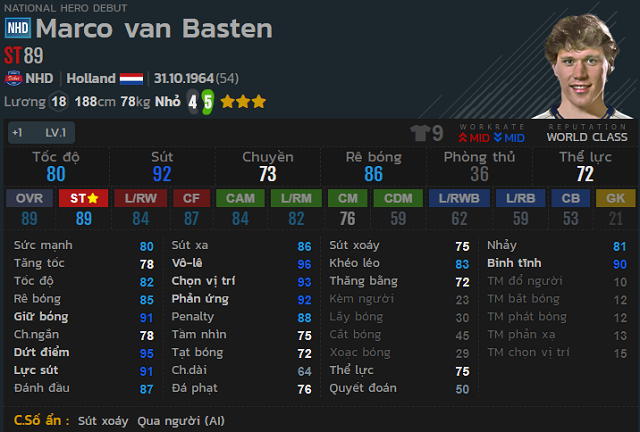 NATIONAL HERO DEBUT
NHD Marco van Basten
ST 89
NHD Holland 31.10.1964 (54)
Lương 18 188cm 78kg Nhỏ 4 5
+1 LV.1
9 WORKRATE MID MID REPUTATION WORLD CLASS
Tốc độ Sút Chuyền Rê bóng Phòng thủ Thể lực
80 92 73 86 36 72
OVR ST L/RW CF CAM L/RM CM CDM L/RWB L/RB CB GK
89 89 84 87 84 82 76 59 62 59 53 21
Sức mạnh 80 Sút xa 86 Sút xoáy 75 Nhảy 81
Tăng tốc 78 Vô-lê 96 Khéo léo 83 Bình tĩnh 90
Tốc độ 82 Chọn vị trí 93 Thăng bằng 72 TM đổ người 10
Rê bóng 85 Phản ứng 92 Kèm người 23 TM bắt bóng 12
Giữ bóng 91 Penalty 88 Lấy bóng 30 TM phát bóng 12
Ch.ngắn 78 Tầm nhìn 75 Cắt bóng 45 TM phản xạ 13
Dứt điểm 95 Tạt bóng 72 Xoạc bóng 29 TM chọn vị trí 15
Lực sút 91 Ch.dài 64 Thể lực 75
Đánh đầu 87 Đá phạt 76 Quyết đoán 50
C.Số ẩn : Sút xoáy Qua người (AI)